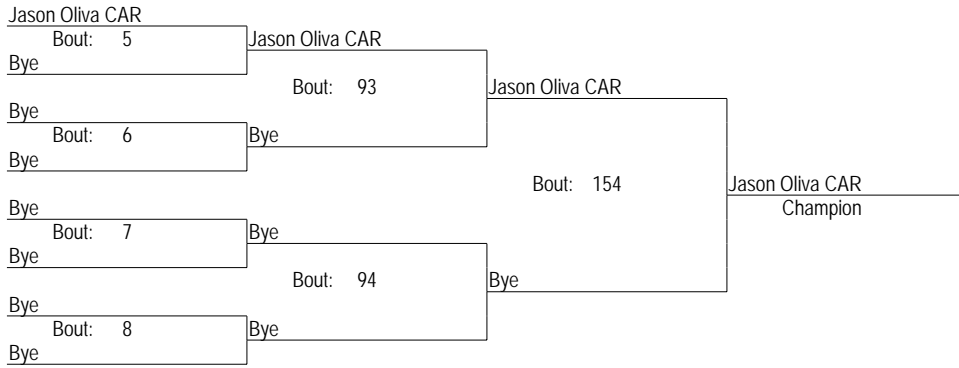 Jason Oliva CAR
Bout: 5
Jason Oliva CAR
Bye
Bout: 93
Jason Oliva CAR
Bye
Bout: 6
Bye
Bye
Bout: 154
Jason Oliva CAR
Champion
Bye
Bout: 7
Bye
Bye
Bout: 94
Bye
Bye
Bout: 8
Bye
Bye